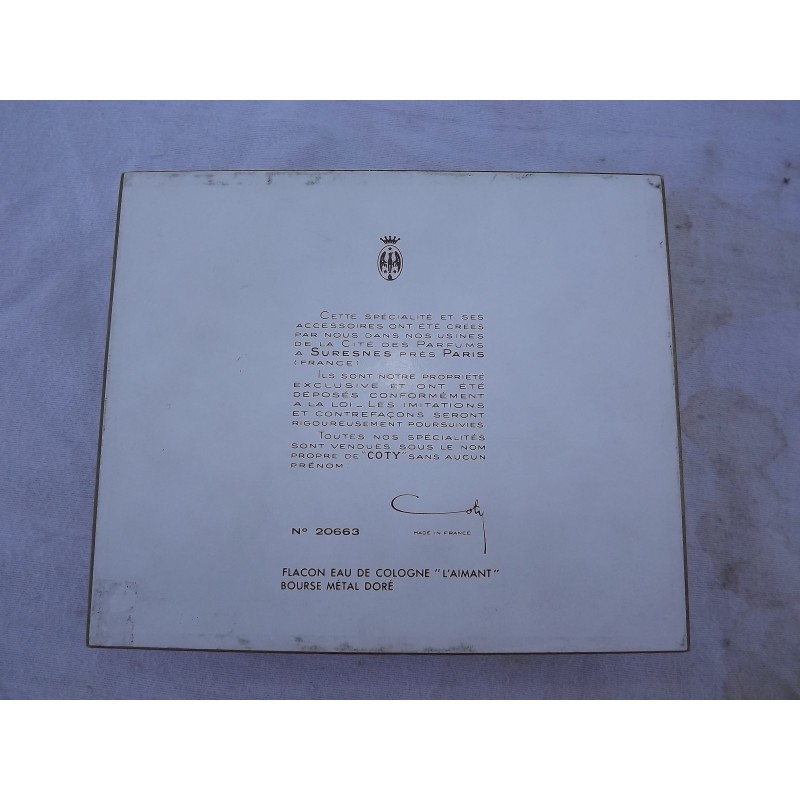 CETTE SPÉCIALITÉ ET SES
ACCESSOIRES ONT ÉTÉ CRÉÉS
PAR NOUS DANS NOS USINES
DE LA CITÉ DES PARFUMS
A SURESNES PRÈS PARIS
(FRANCE)
ILS SONT NOTRE PROPRIÉTÉ
EXCLUSIVE ET ONT ÉTÉ
DÉPOSÉS CONFORMÉMENT
A LA LOI_ LES IMITATIONS
ET CONTREFAÇONS SERONT
RIGOUREUSEMENT POURSUIVIES
TOUTES NOS SPÉCIALITÉS
SONT VENDUES SOUS LE NOM
PROPRE DE "COTY" SANS AUCUN
PRÉNOM
Coty
Nº 20663
MADE IN FRANCE
FLACON EAU DE COLOGNE "L'AIMANT"
BOURSE MÉTAL DORÉ